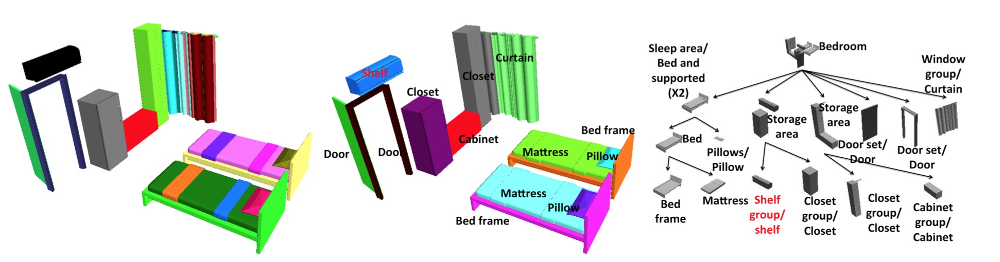 Shelf
Closet
Closet
Curtain
Door
Door
Cabinet
Bed frame
Mattress
Pillow
Mattress
Pillow
Bed frame
Bedroom
Sleep area/
Bed and
supported
(X2)
Window
group/
Curtain
Storage
area
Storage
area
Door set/
Door
Door set/
Door
Bed
Pillows/
Pillow
Bed
frame
Mattress
Shelf
group/
shelf
Closet
group/
Closet
Closet
group/
Closet
Cabinet
group/
Cabinet